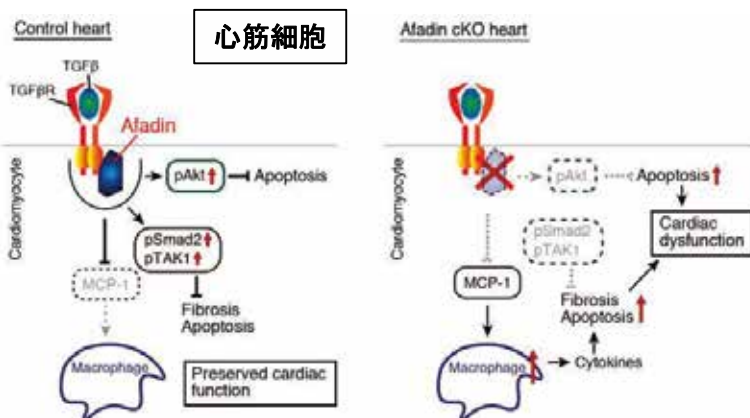 心筋細胞
Control heart
TGFβ
TGFβR
Afadin
Cardiomyocyte
pAkt
Apoptosis
pSmad2
pTAK1
MCP-1
Fibrosis
Apoptosis
Macrophage
Preserved cardiac
function
Afadin cKO heart
Cardiomyocyte
pAkt
Apoptosis
pSmad2
pTAK1
Cardiac
dysfunction
MCP-1
Fibrosis
Apoptosis
Macrophage
Cytokines